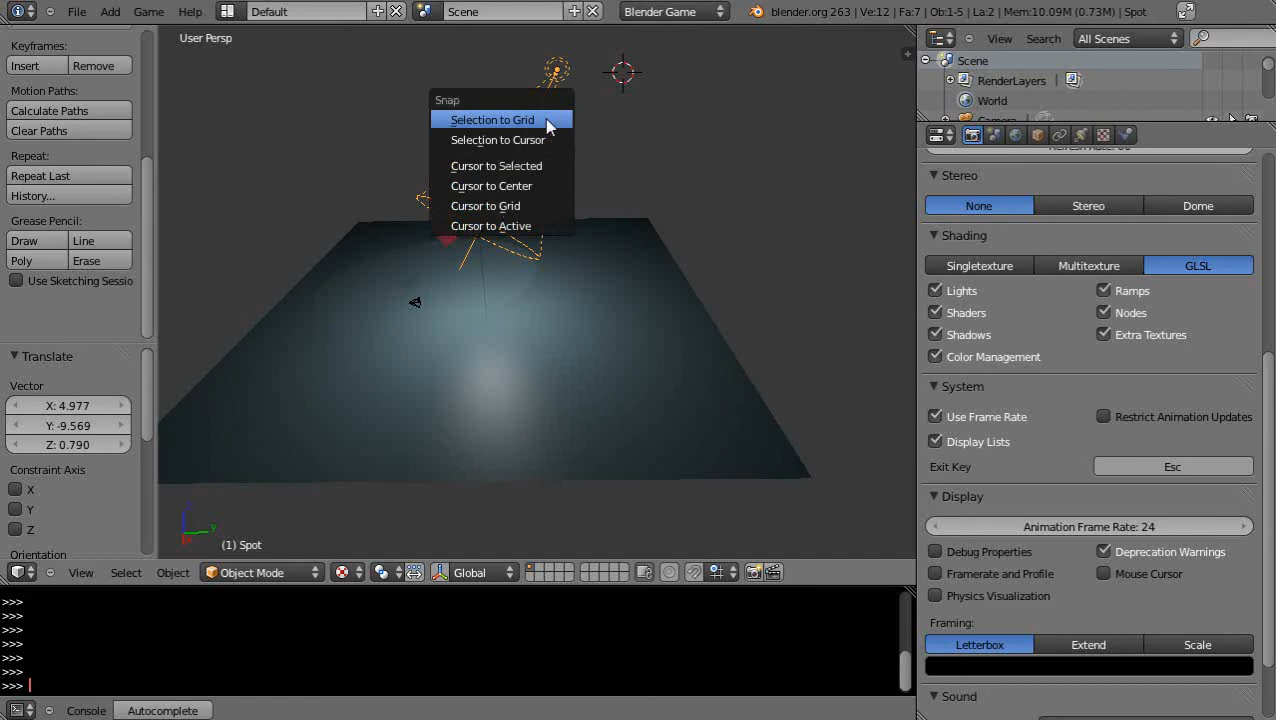 File Add Game Help Default Scene Blender Game blender.org 263 | Ve:12 | Fa:7 | Ob:1-5 | La:2 | Mem:10.09M (0.73M) | Spot
Keyframes:
Insert Remove
Motion Paths:
Calculate Paths
Clear Paths
Repeat:
Repeat Last
History...
Grease Pencil:
Draw Line
Poly Erase
Use Sketching Sessio
Translate
Vector
X: 4.977
Y: -9.569
Z: 0.790
Constraint Axis
X
Y
Z
Orientation
User Persp
Snap
Selection to Grid
Selection to Cursor
Cursor to Selected
Cursor to Center
Cursor to Grid
Cursor to Active
y
(1) Spot
View Select Object Object Mode Global
>>>
>>>
>>>
>>>
>>>
>>>
>>>
Console Autocomplete
View Search All Scenes
Scene
RenderLayers
World
Stereo
None Stereo Dome
Shading
Singletexture Multitexture GLSL
Lights Ramps
Shaders Nodes
Shadows Extra Textures
Color Management
System
Use Frame Rate Restrict Animation Updates
Display Lists
Exit Key Esc
Display
Animation Frame Rate: 24
Debug Properties Deprecation Warnings
Framerate and Profile Mouse Cursor
Physics Visualization
Framing:
Letterbox Extend Scale
Sound